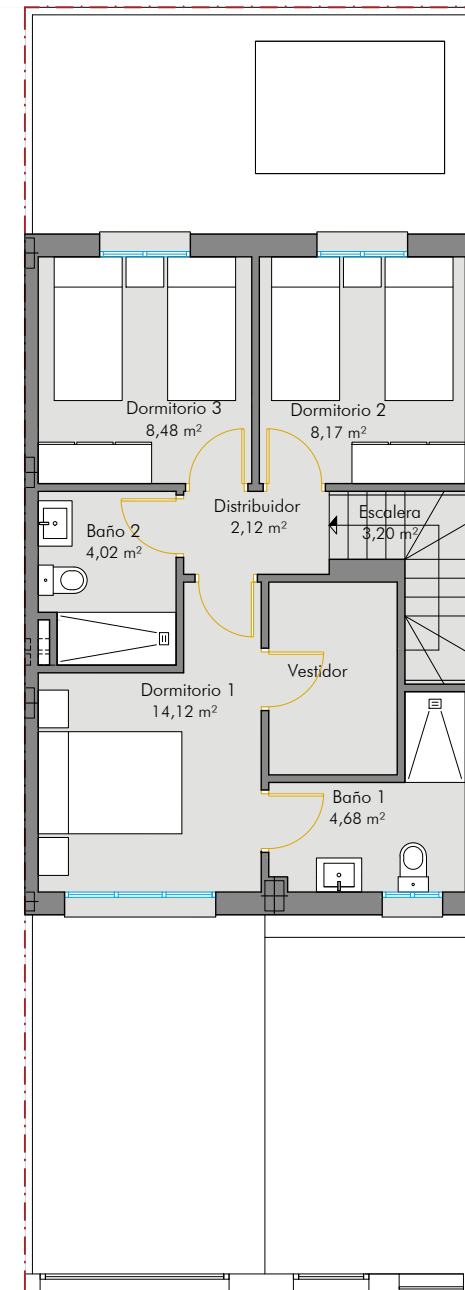 Dormitorio 3
8,48 m²
Dormitorio 2
8,17 m²
Distribuidor
2,12 m²
Escalera
3,20 m²
Baño 2
4,02 m²
Vestidor
Dormitorio 1
14,12 m²
Baño 1
4,68 m²